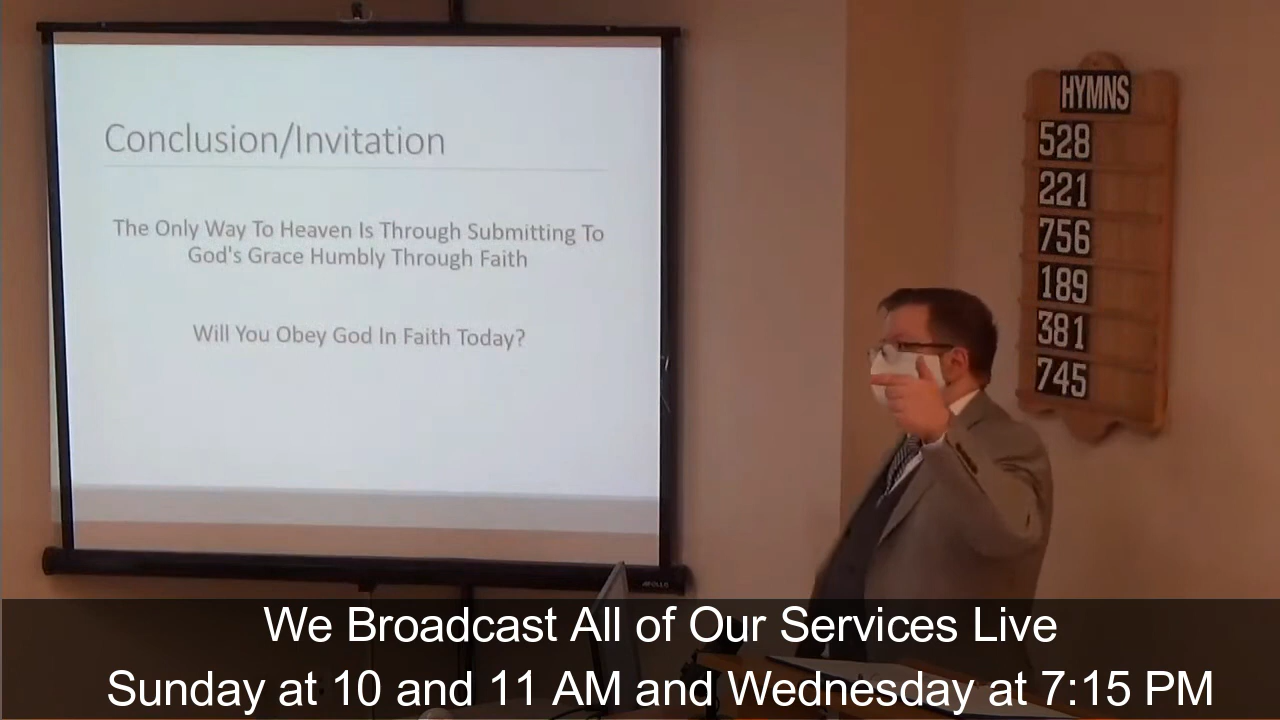 Conclusion/Invitation
The Only Way To Heaven Is Through Submitting To
God's Grace Humbly Through Faith
Will You Obey God In Faith Today?
HYMNS
528
221
756
189
381
745
APOLLO
We Broadcast All of Our Services Live
Sunday at 10 and 11 AM and Wednesday at 7:15 PM